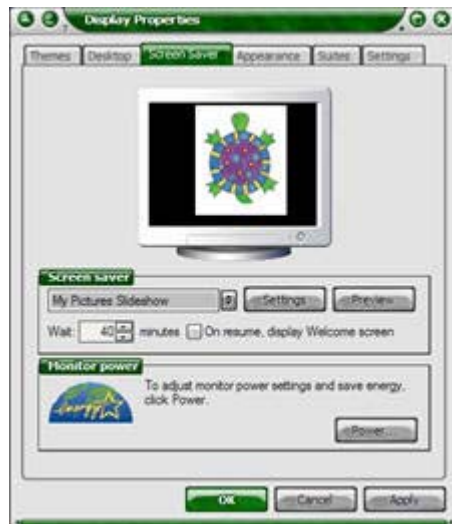 Display Properties
Themes Desktop Screen Saver Appearance Suites Settings
Screen saver
My Pictures Slideshow Settings Preview
Wait: 40 minutes On resume, display Welcome screen
Monitor power
energy
To adjust monitor power settings and save energy,
click Power.
Power...
OK Cancel Apply